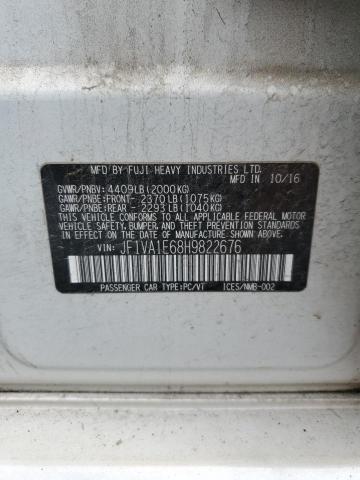 MFD BY FUJI HEAVY INDUSTRIES LTD. 10/16
GVWR/PNBV: 4409LB (2000KG)
GAWR/PNBE:FRONT- 2370LB (1075KG)
GAWR/PNBE:REAR - 2293LB (1040KG)
THIS VEHICLE CONFORMS TO ALL APPLICABLE FEDERAL MOTOR
VEHICLE SAFETY, BUMPER, AND THEFT PREVENTION STANDARDS
IN EFFECT ON THE DATE OF MANUFACTURE SHOWN ABOVE.
VIN: JF1VA1E68H9822676
PASSENGER CAR TYPE:PC/VT ICES/NMB-002